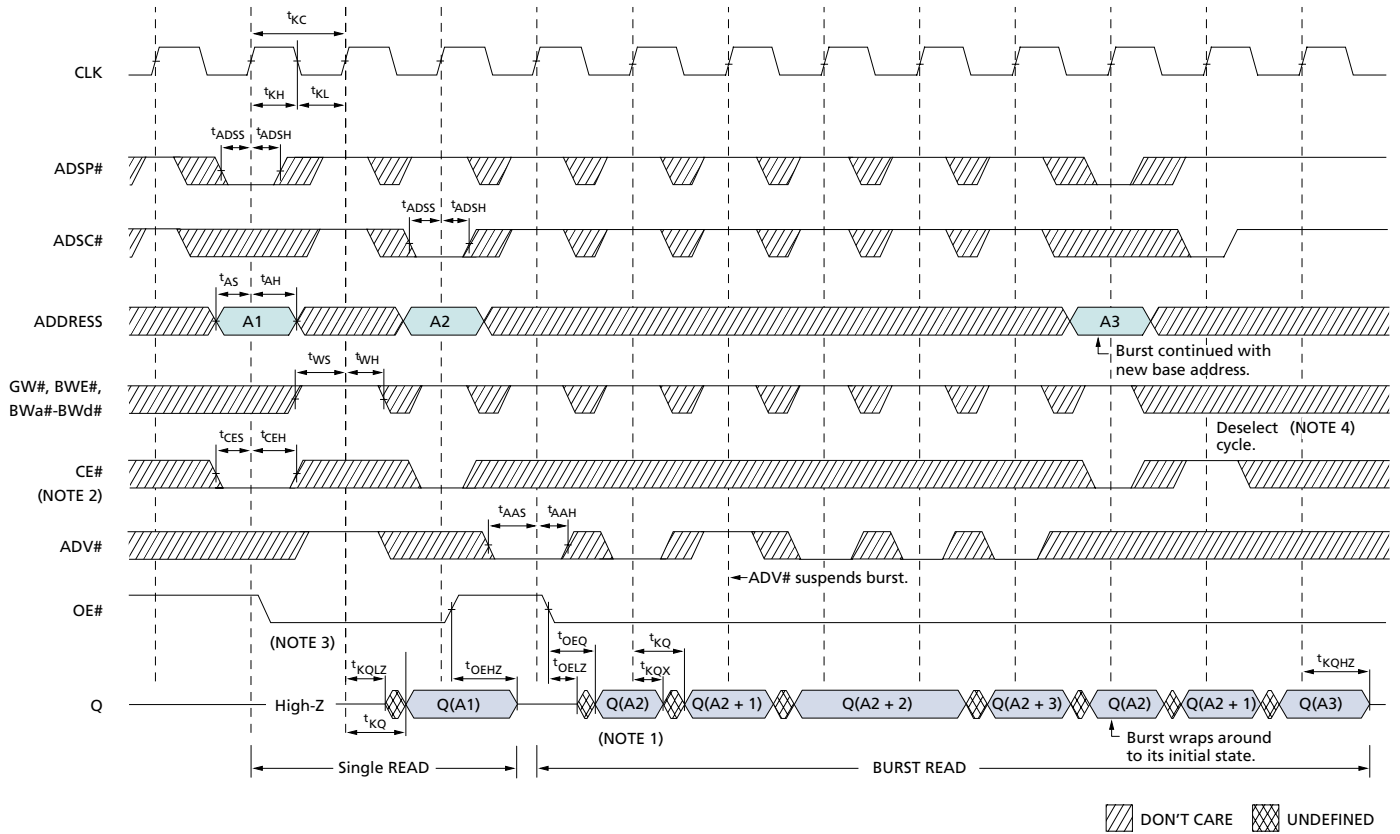 tKC
CLK
tKH tKL
tADSS tADSH
ADSP#
tADSS tADSH
ADSC#
tAS tAH
ADDRESS A1 A2 A3
Burst continued with
new base address.
tWS tWH
GW#, BWE#,
BWa#-BWd#
Deselect (NOTE 4)
cycle.
tCES tCEH
CE#
(NOTE 2)
tAAS tAAH
ADV#
ADV# suspends burst.
OE#
(NOTE 3)
tKQLZ tOEHZ tOEQ tOELZ tKQ tKQX tKQHZ
Q High-Z Q(A1) Q(A2) Q(A2 + 1) Q(A2 + 2) Q(A2 + 3) Q(A2) Q(A2 + 1) Q(A3)
tKQ
(NOTE 1)
Burst wraps around
to its initial state.
Single READ BURST READ
DON'T CARE UNDEFINED